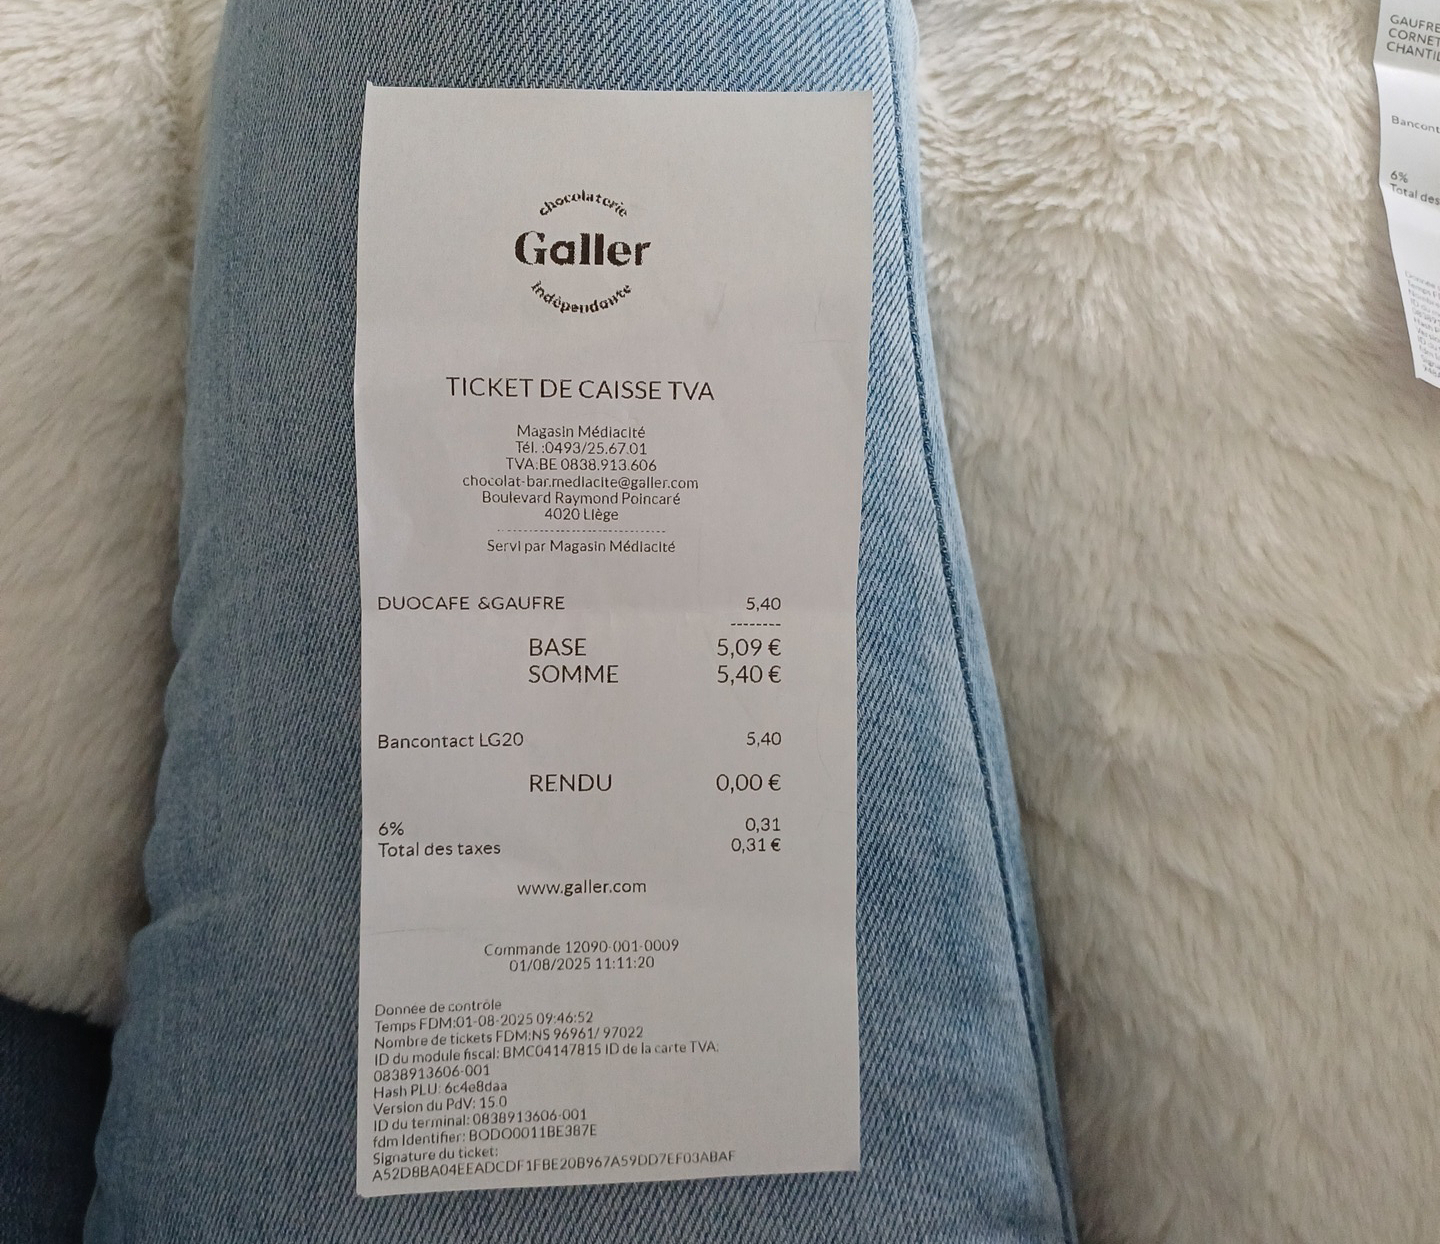 chocolaterie
Galler
indépendante
TICKET DE CAISSE TVA
Magasin Médiacité
Tél. :0493/25.67.01
TVA:BE 0838.913.606
chocolat-bar.mediacite@galler.com
Boulevard Raymond Poincaré
4020 Liège
Servi par Magasin Médiacité
DUOCAFE &GAUFRE 5,40
BASE 5,09 €
SOMME 5,40 €
Bancontact LG20 5,40
RENDU 0,00 €
6% 0,31
Total des taxes 0,31 €
www.galler.com
Commande 12090-001-0009
01/08/2025 11:11:20
Donnée de contrôle
Temps FDM:01-08-2025 09:46:52
Nombre de tickets FDM:NS 96961/ 97022
ID du module fiscal: BMC04147815 ID de la carte TVA:
0838913606-001
Hash PLU: 6c4e8daa
Version du PdV: 15.0
ID du terminal: 0838913606-001
fdm Identifier: BODO0011BE387E
Signature du ticket:
A52D8BA04EEADCDF1FBE20B967A59DD7EF03ABAF
GAUFRE
CORNET
6%
Total des